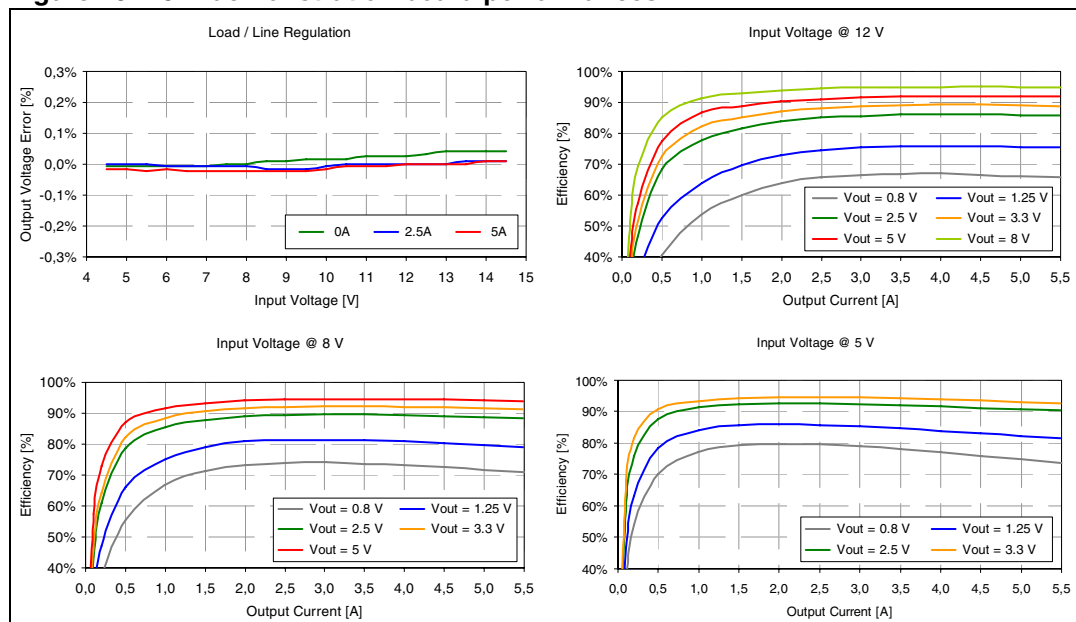 Load / Line Regulation
0,3%
0,2%
0,1%
0,0%
-0,1%
-0,2%
-0,3%
Output Voltage Error [%]
0A 2.5A 5A
4 5 6 7 8 9 10 11 12 13 14 15
Input Voltage [V]
Input Voltage @ 12 V
100%
90%
80%
70%
60%
50%
40%
Efficiency [%]
Vout = 0.8 V Vout = 1.25 V
Vout = 2.5 V Vout = 3.3 V
Vout = 5 V Vout = 8 V
0,0 0,5 1,0 1,5 2,0 2,5 3,0 3,5 4,0 4,5 5,0 5,5
Output Current [A]
Input Voltage @ 8 V
100%
90%
80%
70%
60%
50%
40%
Efficiency [%]
Vout = 0.8 V Vout = 1.25 V
Vout = 2.5 V Vout = 3.3 V
Vout = 5 V
0,0 0,5 1,0 1,5 2,0 2,5 3,0 3,5 4,0 4,5 5,0 5,5
Output Current [A]
Input Voltage @ 5 V
100%
90%
80%
70%
60%
50%
40%
Efficiency [%]
Vout = 0.8 V Vout = 1.25 V
Vout = 2.5 V Vout = 3.3 V
0,0 0,5 1,0 1,5 2,0 2,5 3,0 3,5 4,0 4,5 5,0 5,5
Output Current [A]